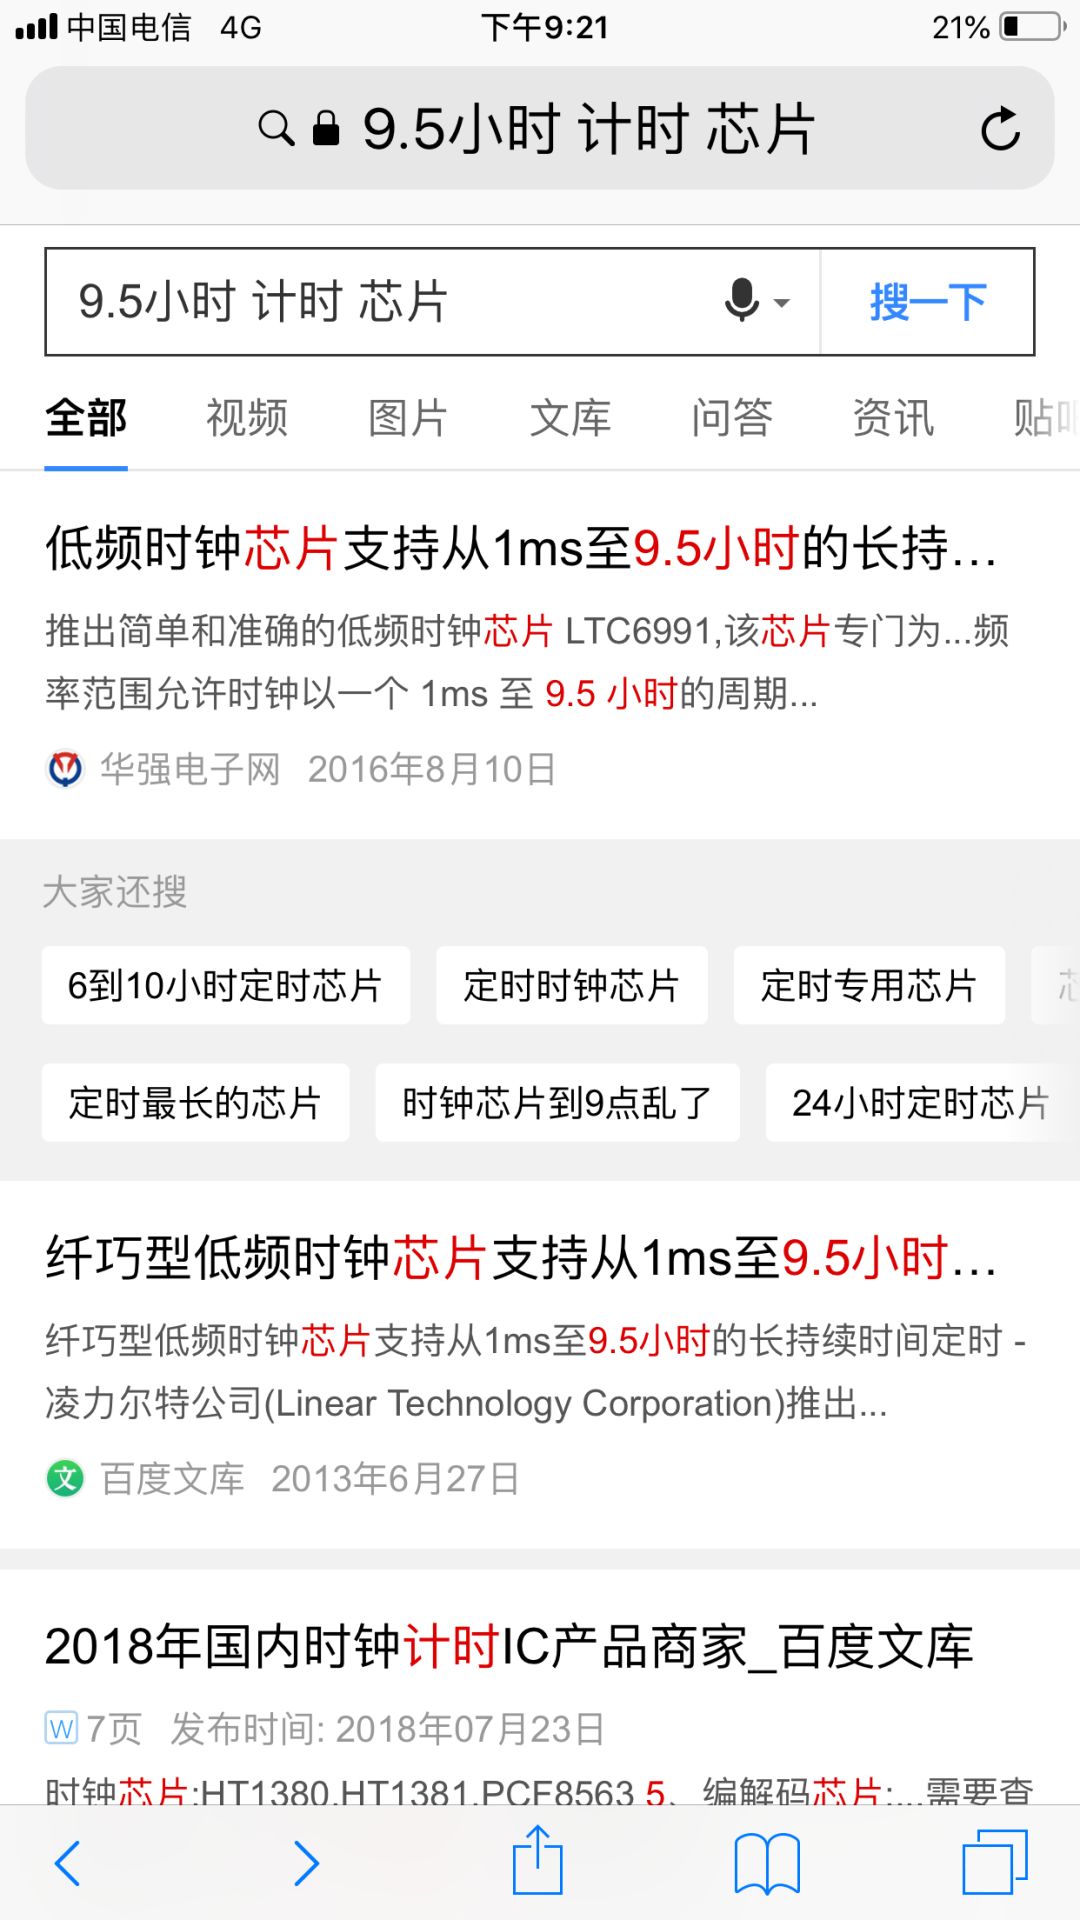 中国电信 4G 下午9:21 21%
9.5小时 计时 芯片
9.5小时 计时 芯片 搜一下
全部 视频 图片 文库 问答 资讯 贴
低频时钟芯片支持从1ms至9.5小时的长持...
推出简单和准确的低频时钟芯片 LTC6991,该芯片专门为...频
率范围允许时钟以一个 1ms 至 9.5 小时的周期...
华强电子网 2016年8月10日
大家还搜
6到10小时定时芯片 定时时钟芯片 定时专用芯片 芯
定时最长的芯片 时钟芯片到9点乱了 24小时定时芯片
纤巧型低频时钟芯片支持从1ms至9.5小时...
纤巧型低频时钟芯片支持从1ms至9.5小时的长持续时间定时 -
凌力尔特公司(Linear Technology Corporation)推出...
文 百度文库 2013年6月27日
2018年国内时钟计时IC产品商家_百度文库
W 7页 发布时间: 2018年07月23日
时钟芯片:HT1380,HT1381,PCF8563 5、编解码芯片:...需要查